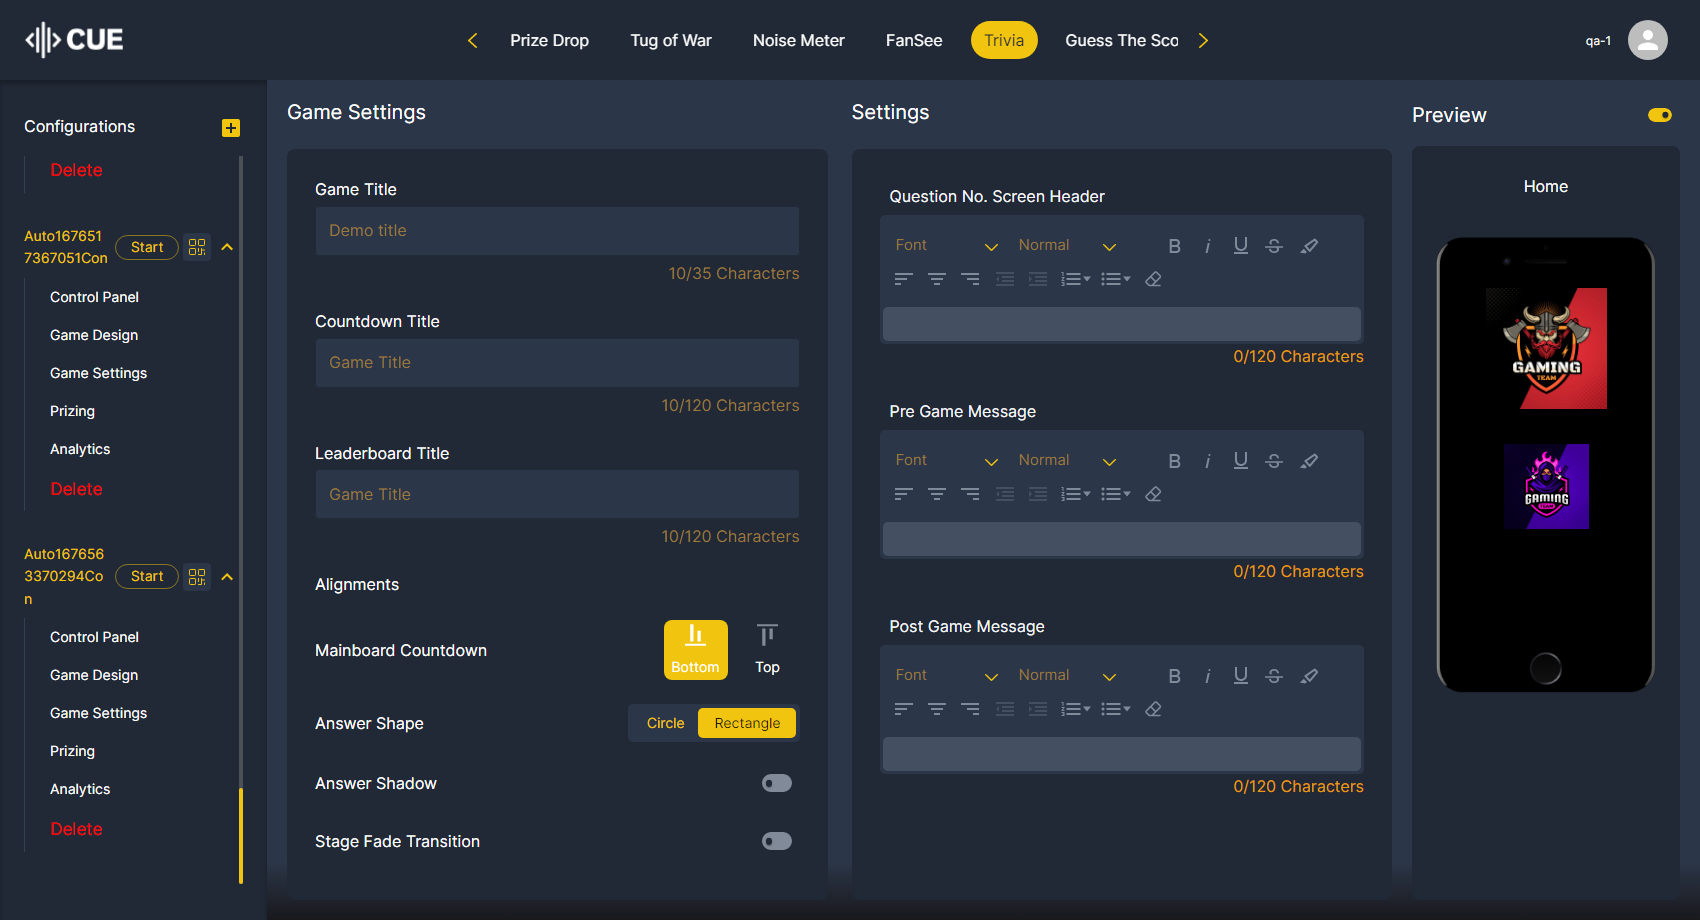 CUE
Prize Drop
Tug of War
Noise Meter
FanSee
Trivia
Guess The Sco
qa-1
Configurations
Delete
Auto167651
7367051Con
Start
Control Panel
Game Design
Game Settings
Prizing
Analytics
Delete
Auto167656
3370294Co
n
Start
Control Panel
Game Design
Game Settings
Prizing
Analytics
Delete
Game Settings
Game Title
Demo title
10/35 Characters
Countdown Title
Game Title
10/120 Characters
Leaderboard Title
Game Title
10/120 Characters
Alignments
Mainboard Countdown
Bottom
Top
Answer Shape
Circle
Rectangle
Answer Shadow
Stage Fade Transition
Settings
Question No. Screen Header
Font
Normal
B
i
U
S
0/120 Characters
Pre Game Message
Font
Normal
B
i
U
S
0/120 Characters
Post Game Message
Font
Normal
B
i
U
S
0/120 Characters
Preview
Home
GAMING
TEAM
GAMING
TEAM